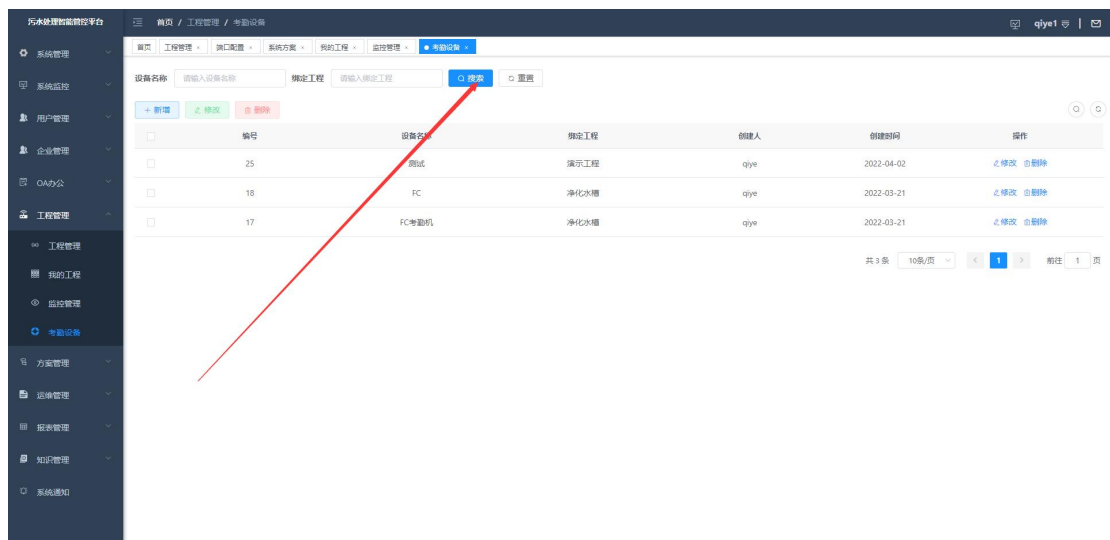 污水处理智能管控平台
首页 / 工程管理 / 考勤设备
qiye1
系统管理
系统监控
用户管理
企业管理
OA办公
工程管理
工程管理
我的工程
监控管理
考勤设备
方案管理
运维管理
报表管理
知识管理
系统通知
首页 工程管理 × 端口配置 × 系统方案 × 我的工程 × 监控管理 × 考勤设备 ×
设备名称 请输入设备名称 绑定工程 请输入绑定工程 搜索 重置
+ 新增 修改 删除
编号 设备名称 绑定工程 创建人 创建时间 操作
25 测试 演示工程 qiye 2022-04-02 修改 删除
18 FC 净化水槽 qiye 2022-03-21 修改 删除
17 FC考勤机 净化水槽 qiye 2022-03-21 修改 删除
共 3 条 10条/页 < 1 > 前往 1 页